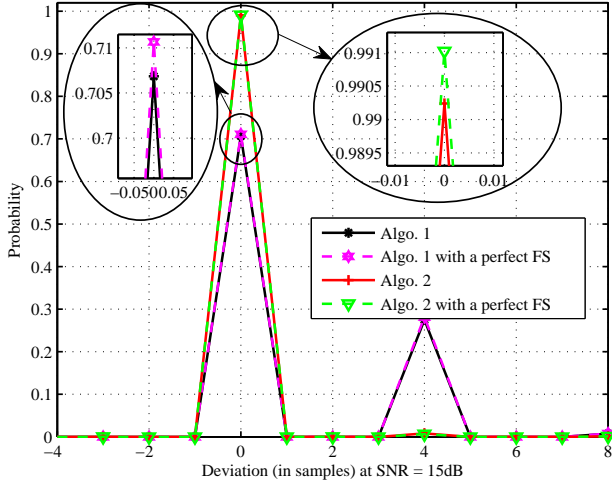 1
0.9
0.8
0.7
0.6
0.5
0.4
0.3
0.2
0.1
0
Probability
0.71
0.705
0.7
−0.05 0 0.05
0.991
0.9905
0.99
0.9895
−0.01 0 0.01
Algo. 1
Algo. 1 with a perfect FS
Algo. 2
Algo. 2 with a perfect FS
−4 −2 0 2 4 6 8
Deviation (in samples) at SNR = 15dB